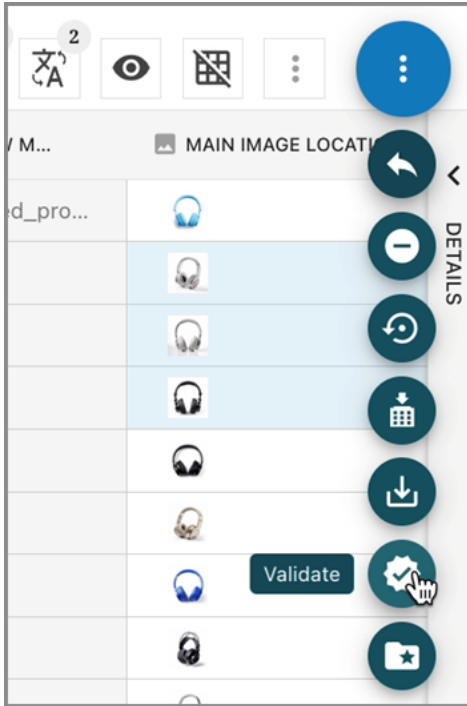 2
/ M...
MAIN IMAGE LOCATI
ed_pro...
DETAILS
Validate